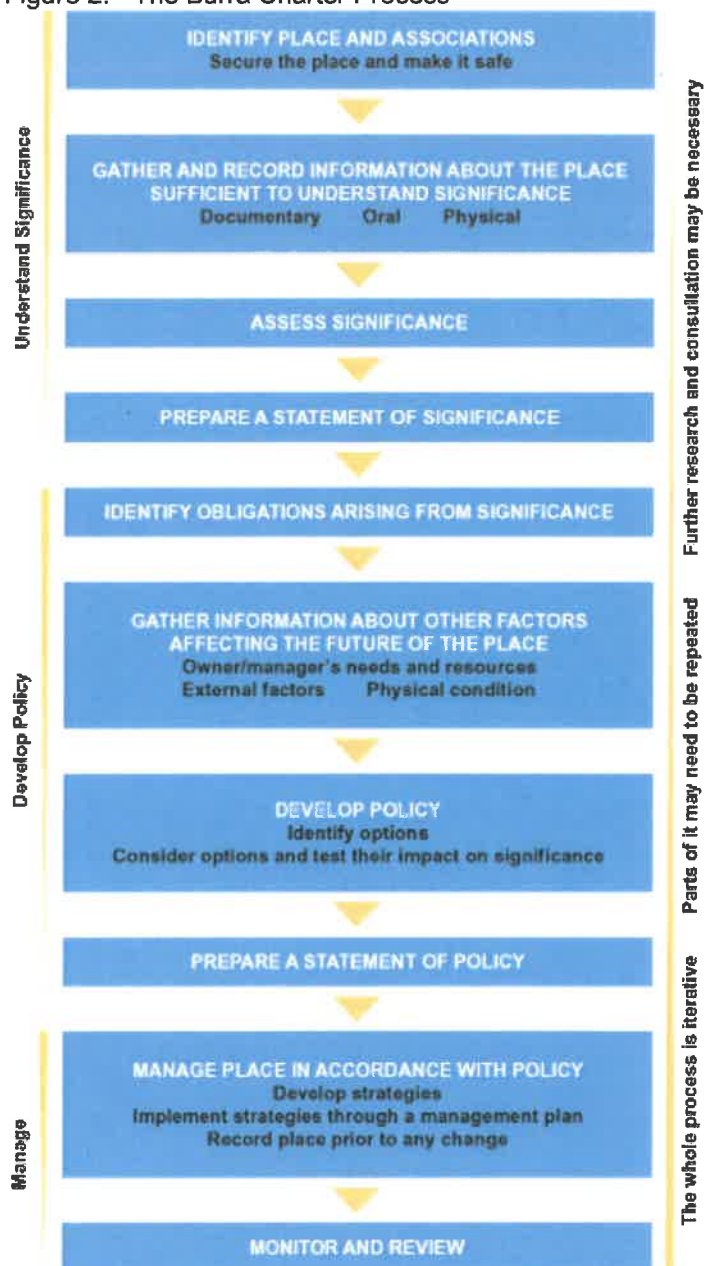 Figure 2. The Burra Charter Process
IDENTIFY PLACE AND ASSOCIATIONS
Secure the place and make it safe
GATHER AND RECORD INFORMATION ABOUT THE PLACE
SUFFICIENT TO UNDERSTAND SIGNIFICANCE
Documentary Oral Physical
ASSESS SIGNIFICANCE
PREPARE A STATEMENT OF SIGNIFICANCE
IDENTIFY OBLIGATIONS ARISING FROM SIGNIFICANCE
GATHER INFORMATION ABOUT OTHER FACTORS
AFFECTING THE FUTURE OF THE PLACE
Owner/manager's needs and resources
External factors Physical condition
DEVELOP POLICY
Identify options
Consider options and test their impact on significance
PREPARE A STATEMENT OF POLICY
MANAGE PLACE IN ACCORDANCE WITH POLICY
Develop strategies
Implement strategies through a management plan
Record place prior to any change
MONITOR AND REVIEW
Understand Significance
Develop Policy
Manage
The whole process is iterative Parts of it may need to be repeated Further research and consultation may be necessary